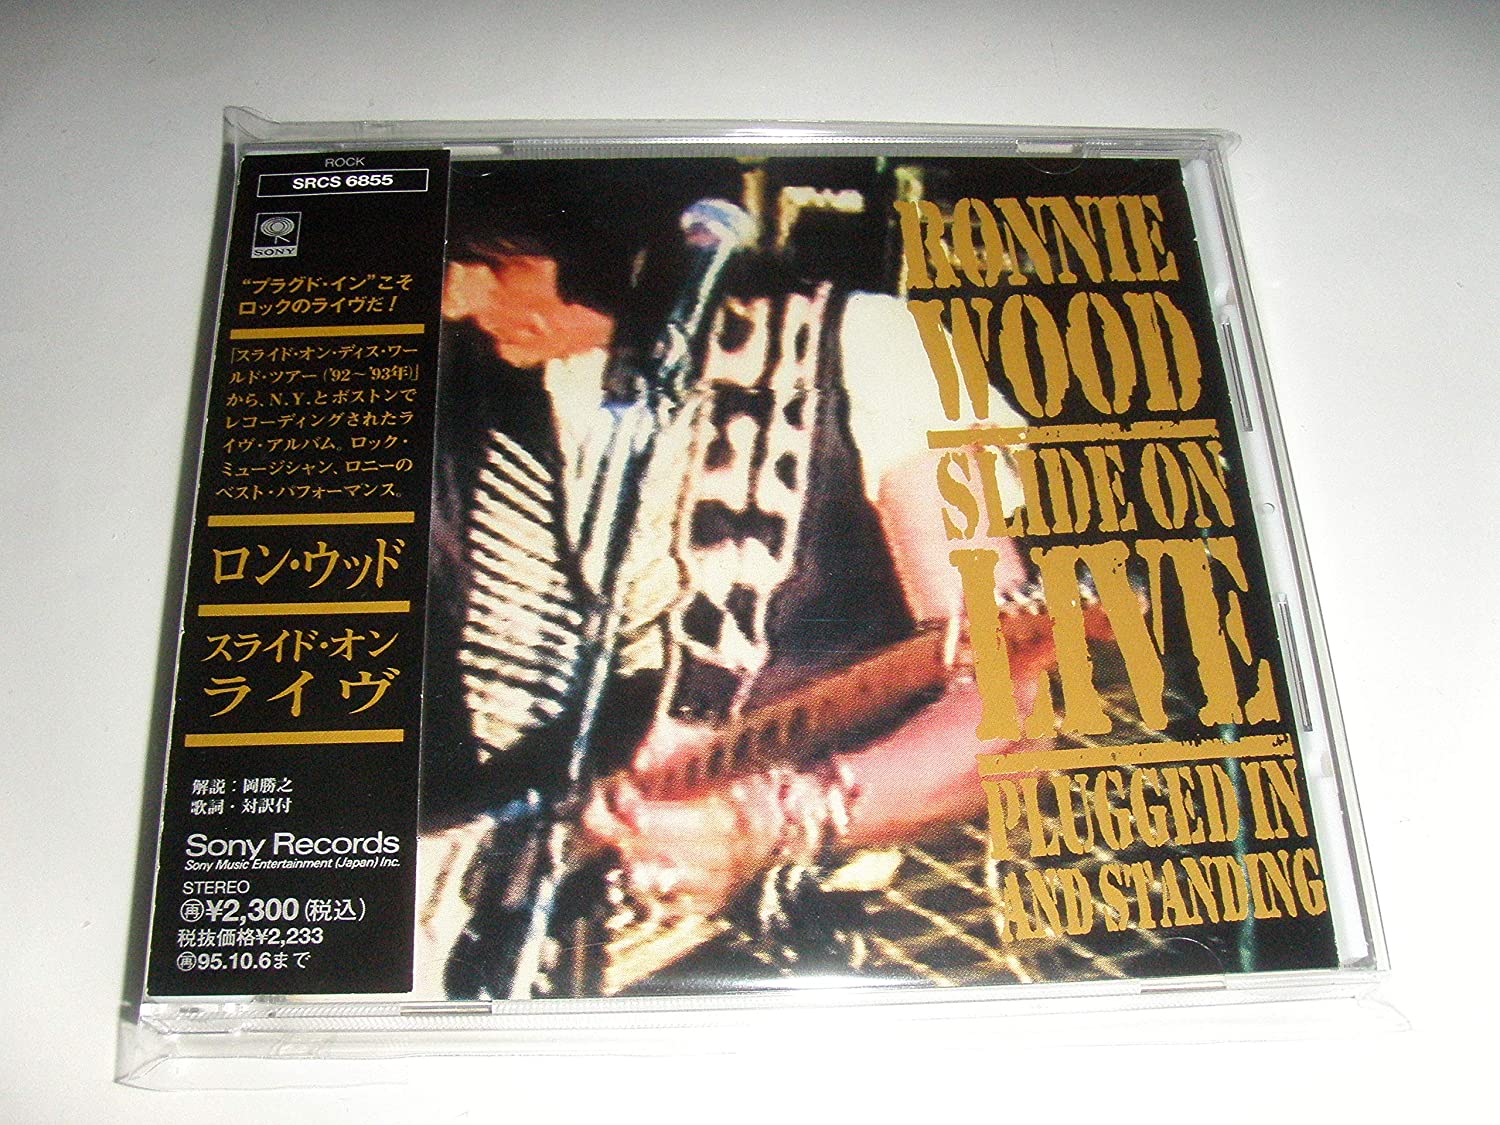 ROCK
SRCS 6855
SONY
“プラグド・イン”こそ
ロックのライヴだ！
「スライド・オン・ディス・ワー
ルド・ツアー('92〜'93年)」
から、N.Y.とボストンで
レコーディングされたラ
イヴ・アルバム。ロック・
ミュージシャン、ロニーの
ベスト・パフォーマンス。
ロン・ウッド
スライド・オン
ライヴ
解説：岡勝之
歌詞・対訳付
Sony Records
Sony Music Entertainment (Japan) Inc.
STEREO
㊢¥2,300(税込)
税抜価格¥2,233
㊢95.10.6まで
RONNIE
WOOD
SLIDE ON
LIVE
PLUGGED IN
AND STANDING